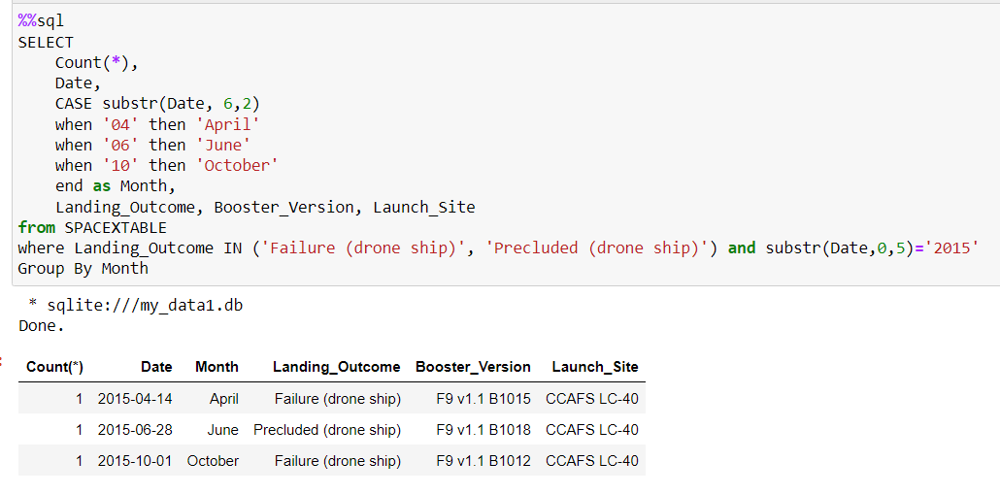 %%sql
SELECT
Count(*),
Date,
CASE substr(Date, 6,2)
when '04' then 'April'
when '06' then 'June'
when '10' then 'October'
end as Month,
Landing_Outcome, Booster_Version, Launch_Site
from SPACEXTABLE
where Landing_Outcome IN ('Failure (drone ship)', 'Precluded (drone ship)') and substr(Date,0,5)='2015'
Group By Month
* sqlite:///my_data1.db
Done.
Count(*) Date Month Landing_Outcome Booster_Version Launch_Site
1 2015-04-14 April Failure (drone ship) F9 v1.1 B1015 CCAFS LC-40
1 2015-06-28 June Precluded (drone ship) F9 v1.1 B1018 CCAFS LC-40
1 2015-10-01 October Failure (drone ship) F9 v1.1 B1012 CCAFS LC-40